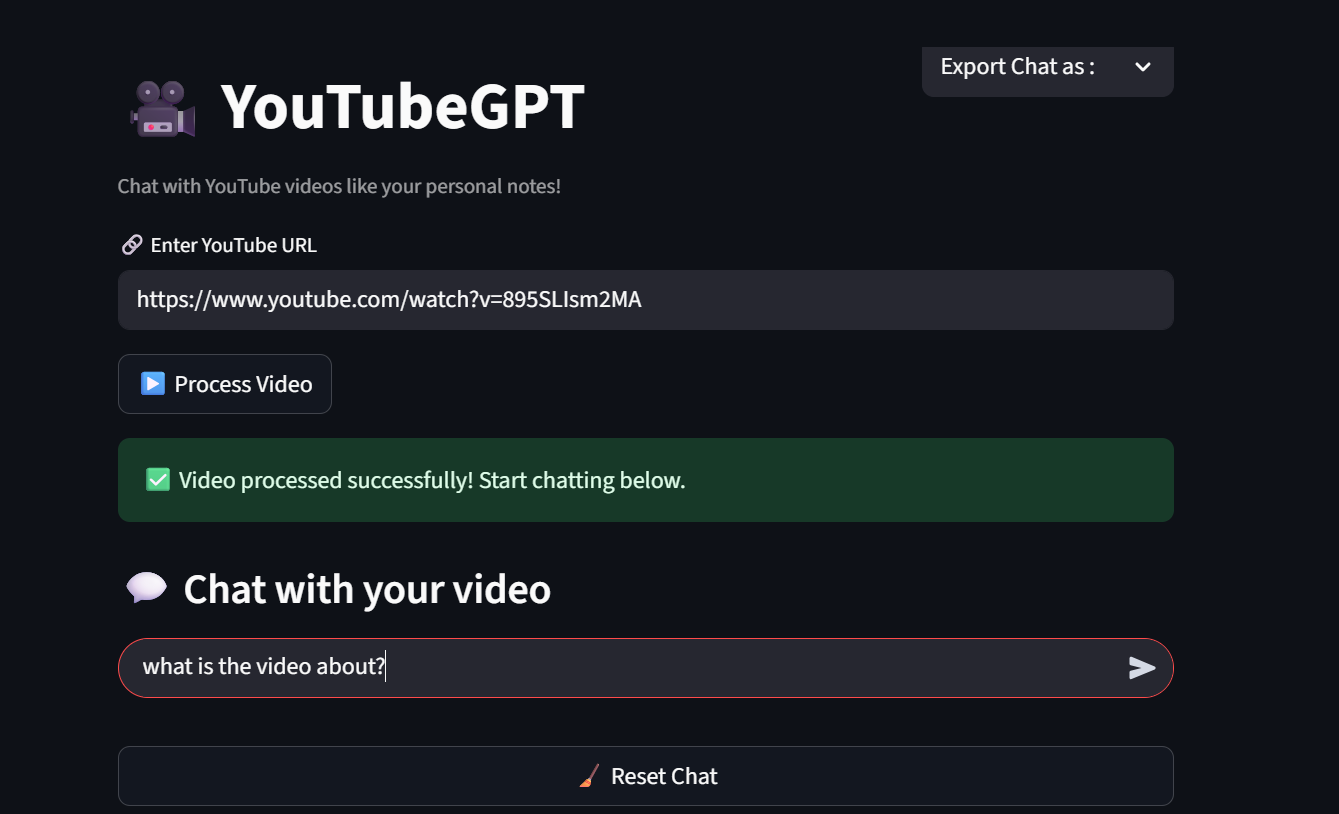 Export Chat as :
YouTubeGPT
Chat with YouTube videos like your personal notes!
Enter YouTube URL
https://www.youtube.com/watch?v=895SLIsm2MA
Process Video
Video processed successfully! Start chatting below.
Chat with your video
what is the video about?
Reset Chat